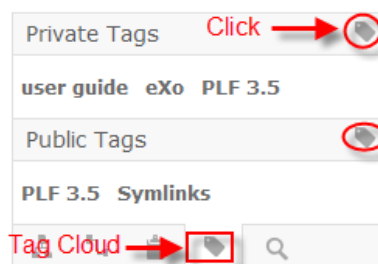 Private Tags Click
user guide eXo PLF 3.5
Public Tags
PLF 3.5 Symlinks
Tag Cloud